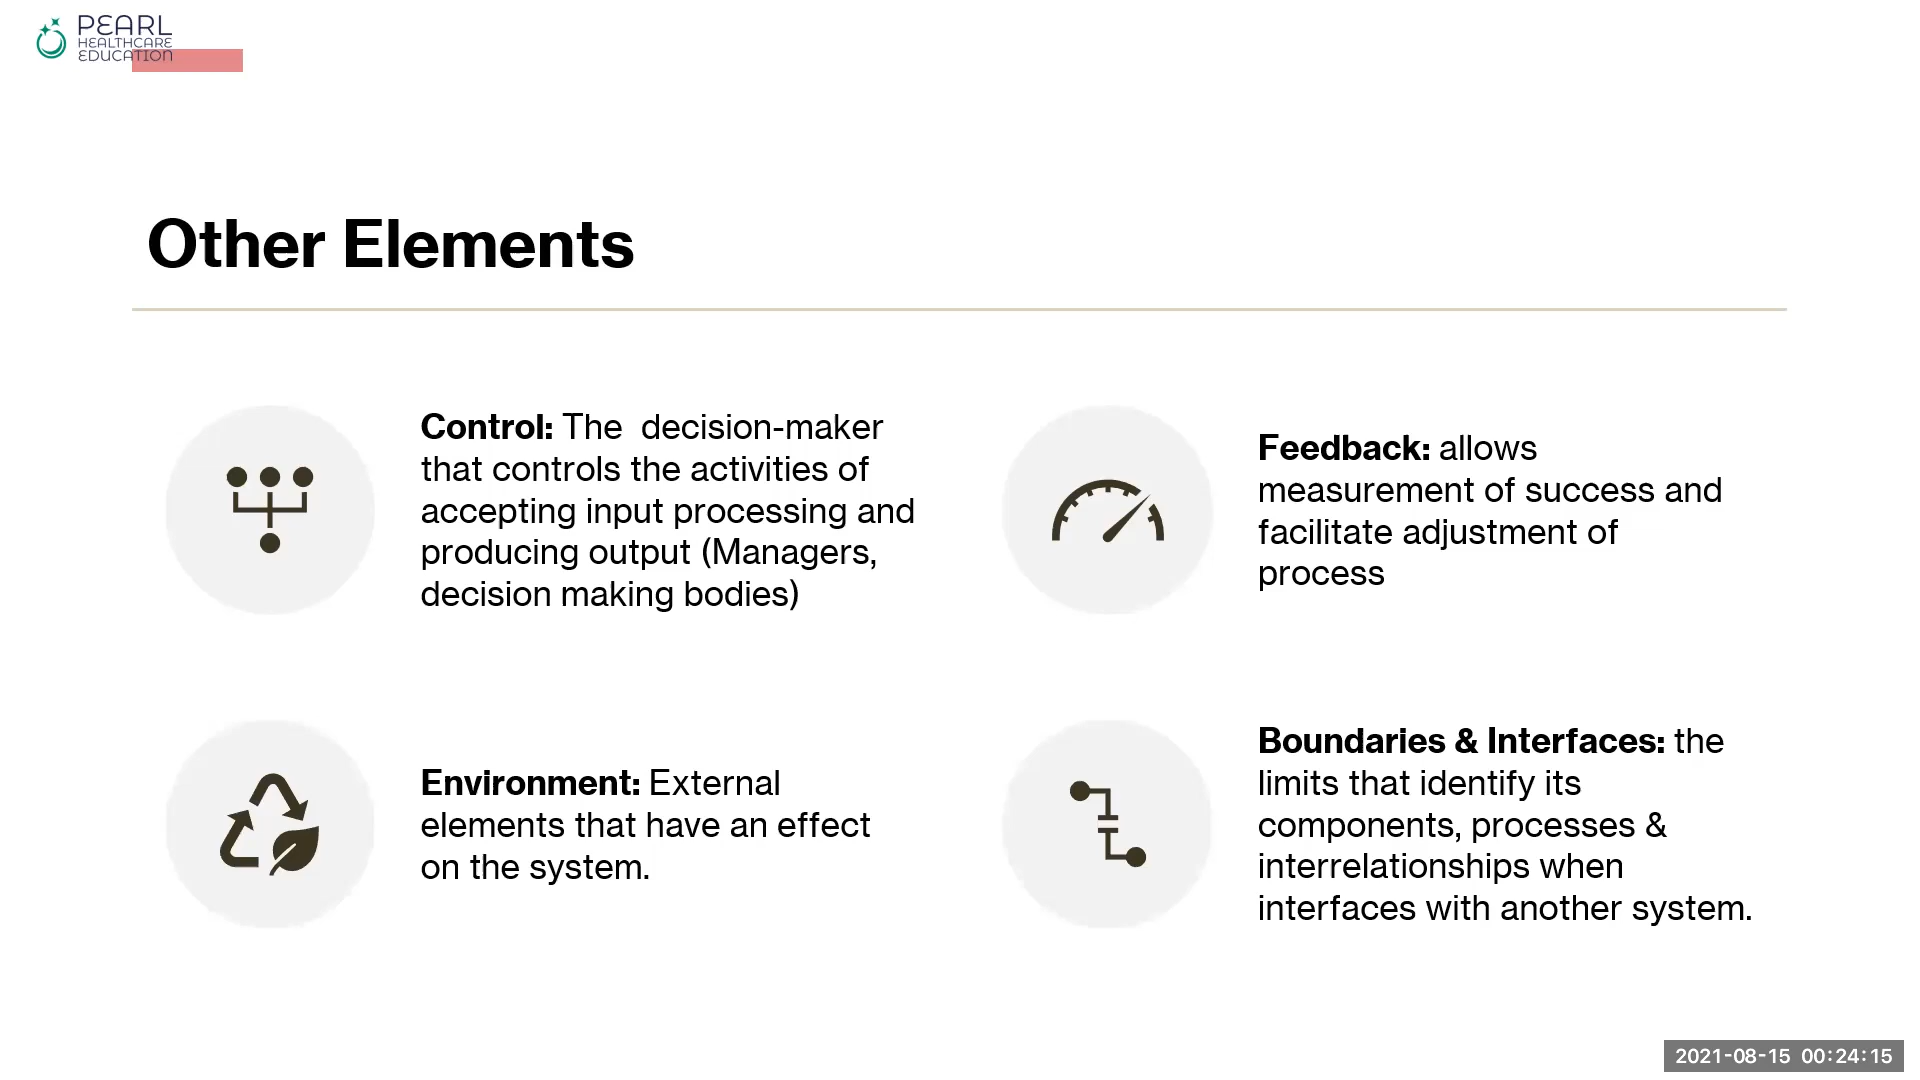 PEARL
HEALTHCARE
EDUCATION
Other Elements
Control: The  decision-maker
that controls the activities of
accepting input processing and
producing output (Managers,
decision making bodies)
Feedback: allows
measurement of success and
facilitate adjustment of
process
Environment: External
elements that have an effect
on the system.
Boundaries & Interfaces: the
limits that identify its
components, processes &
interrelationships when
interfaces with another system.
2021-08-15 00:24:15